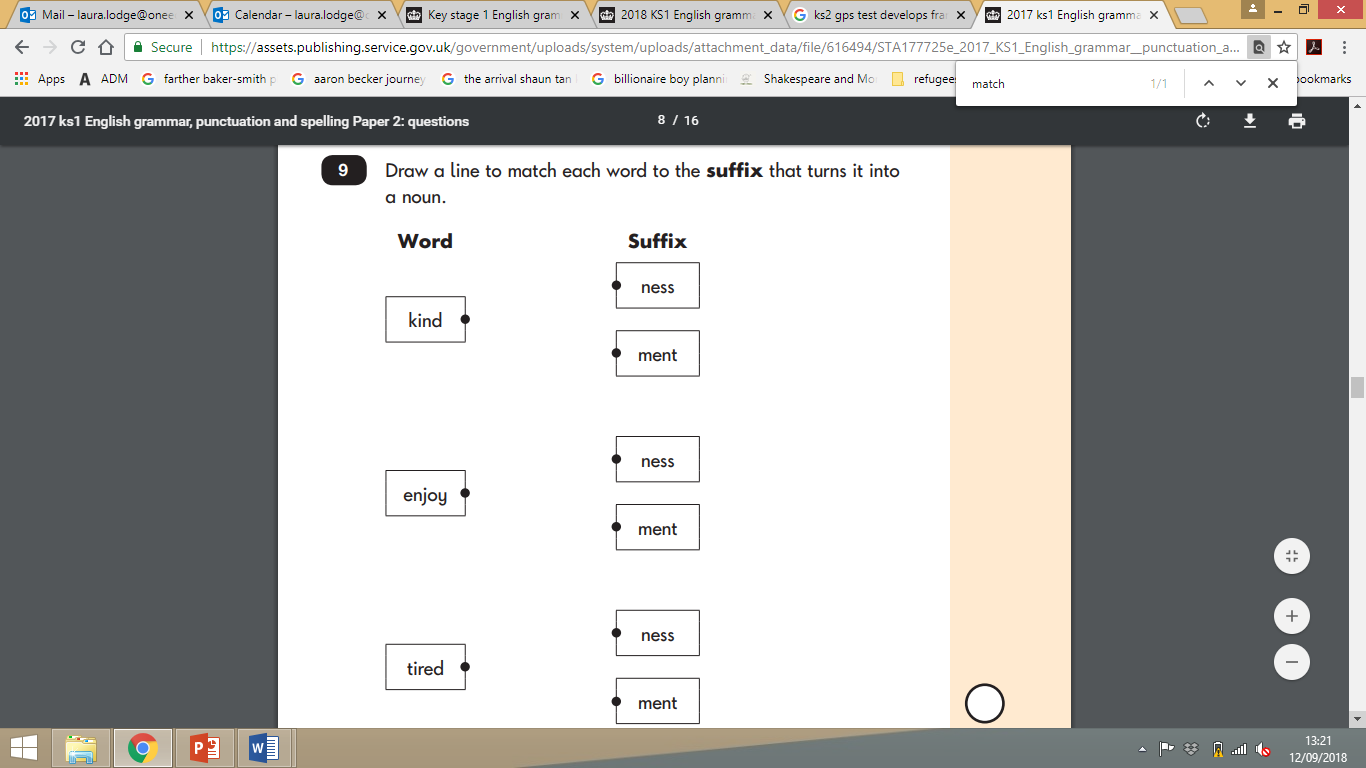 Mail – laura.lodge@onee
Calendar – laura.lodge@c
Key stage 1 English gram
2018 KS1 English gramma
ks2 gps test develops fra
2017 ks1 English gramma
Secure
https://assets.publishing.service.gov.uk/government/uploads/system/uploads/attachment_data/file/616494/STA177725e_2017_KS1_English_grammar__punctuation_a...
Apps
ADM
farther baker-smith p
aaron becker journey
the arrival shaun tan
billionaire boy planni
Shakespeare and Mo
refugee
bookmarks
match
1/1
2017 ks1 English grammar, punctuation and spelling Paper 2: questions
8 / 16
9
Draw a line to match each word to the suffix that turns it into
a noun.
Word
Suffix
kind
ness
ment
enjoy
ness
ment
tired
ness
ment
13:21
12/09/2018